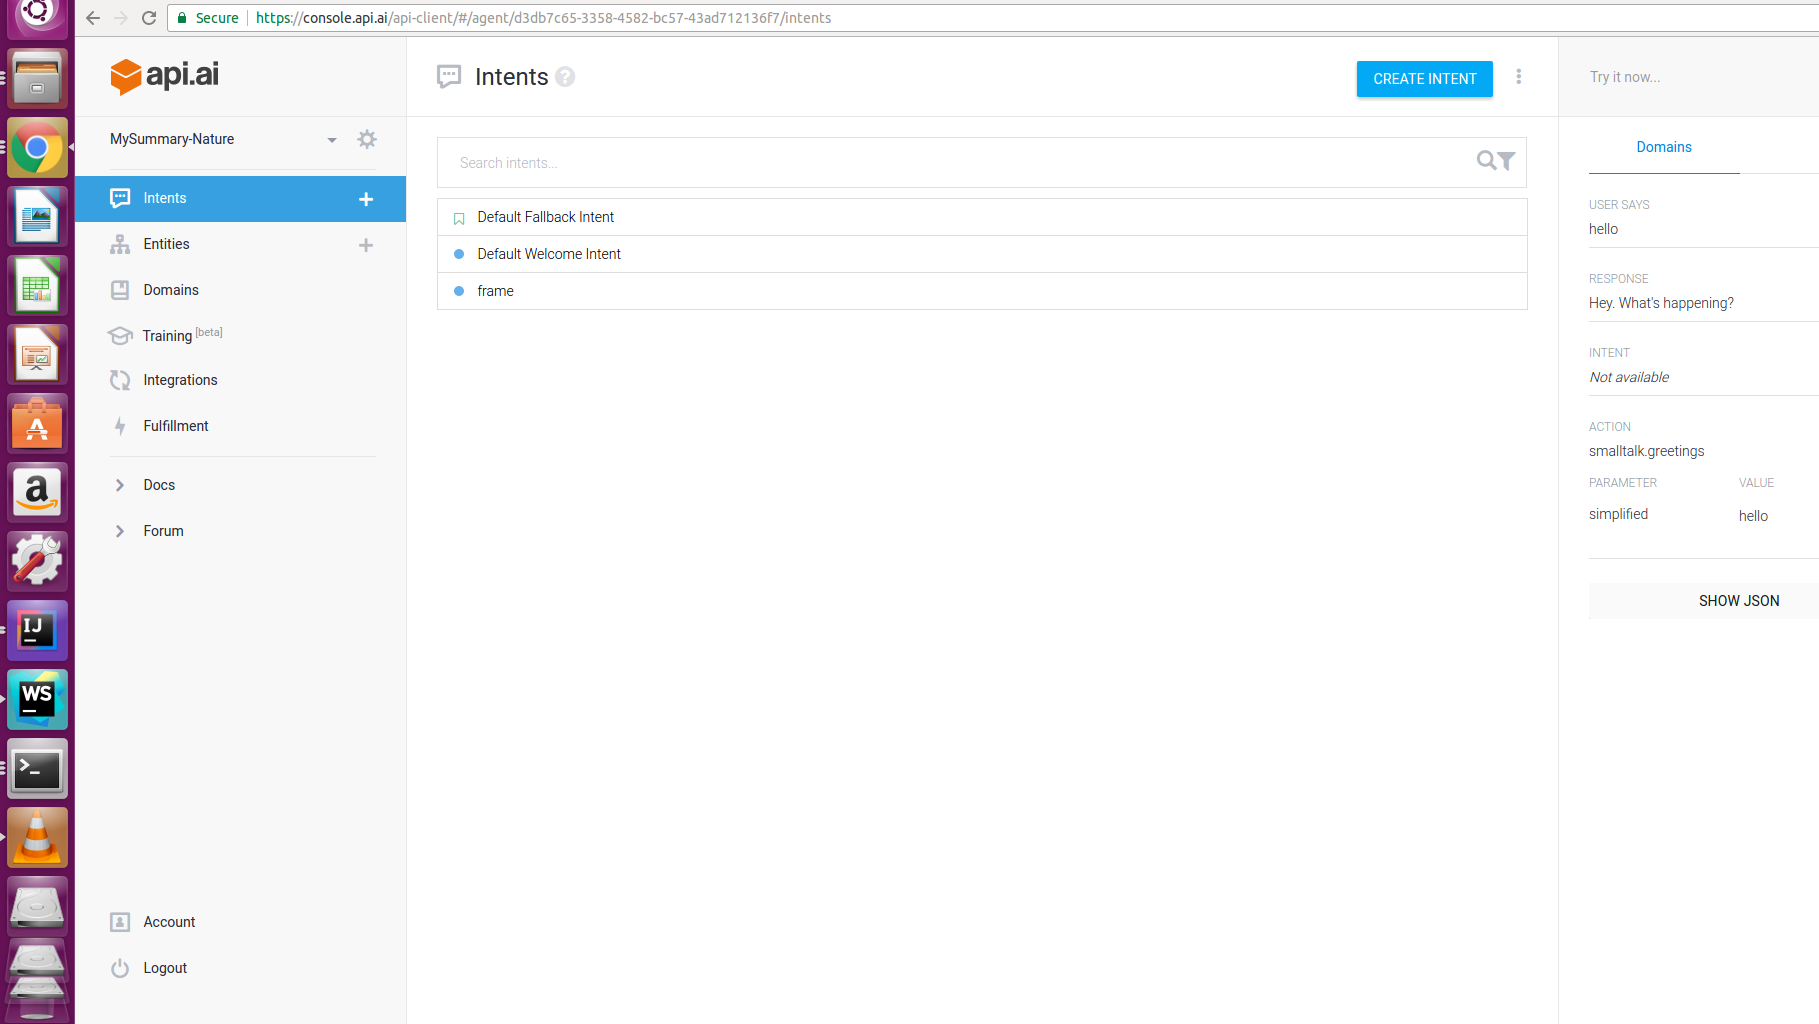 Secure https://console.api.ai/api-client/#/agent/d3db7c65-3358-4582-bc57-43ad712136f7/intents
api.ai
MySummary-Nature
Intents
Entities
Domains
Training [beta]
Integrations
Fulfillment
Docs
Forum
Account
Logout
Intents ?
CREATE INTENT
Search intents...
Default Fallback Intent
Default Welcome Intent
frame
Try it now...
Domains
USER SAYS
hello
RESPONSE
Hey. What's happening?
INTENT
Not available
ACTION
smalltalk.greetings
PARAMETER VALUE
simplified hello
SHOW JSON
A
a
IJ
WS
>_